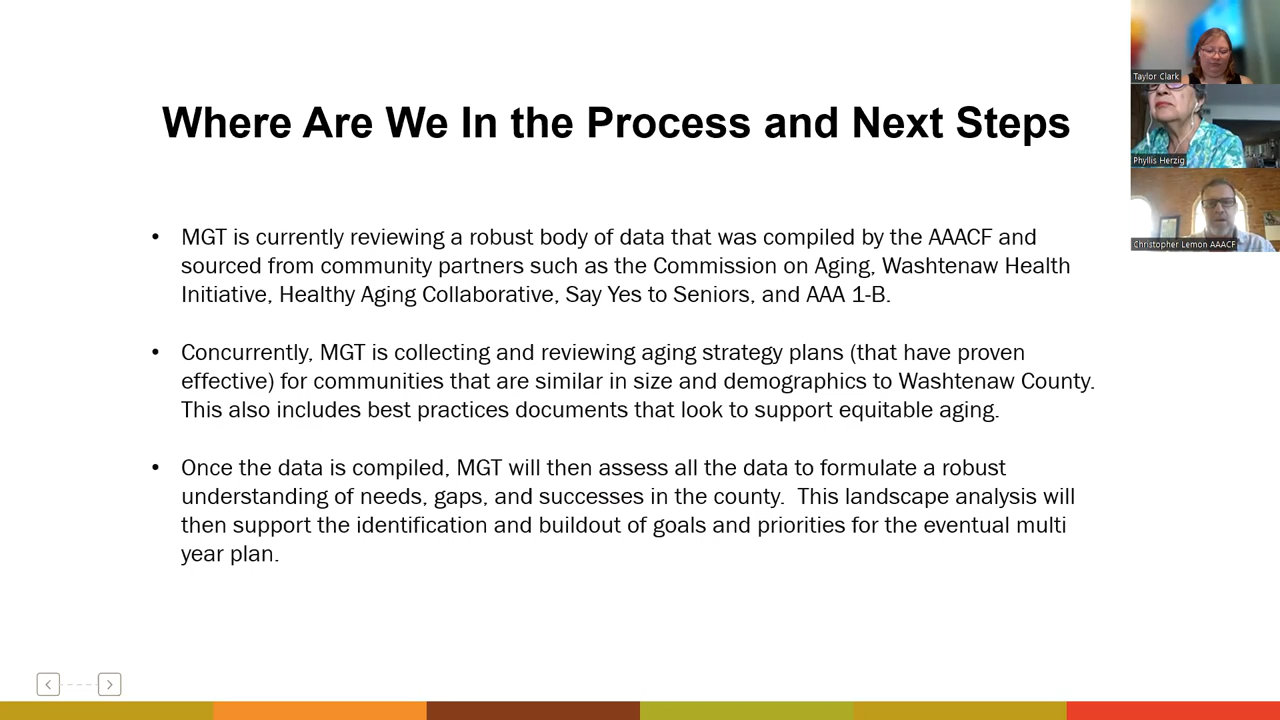 Where Are We In the Process and Next Steps
• MGT is currently reviewing a robust body of data that was compiled by the AAACF and
sourced from community partners such as the Commission on Aging, Washtenaw Health
Initiative, Healthy Aging Collaborative, Say Yes to Seniors, and AAA 1-B.
• Concurrently, MGT is collecting and reviewing aging strategy plans (that have proven
effective) for communities that are similar in size and demographics to Washtenaw County.
This also includes best practices documents that look to support equitable aging.
• Once the data is compiled, MGT will then assess all the data to formulate a robust
understanding of needs, gaps, and successes in the county.  This landscape analysis will
then support the identification and buildout of goals and priorities for the eventual multi
year plan.
Taylor Clark
Phyllis Herzig
Christopher Lemon AAACF